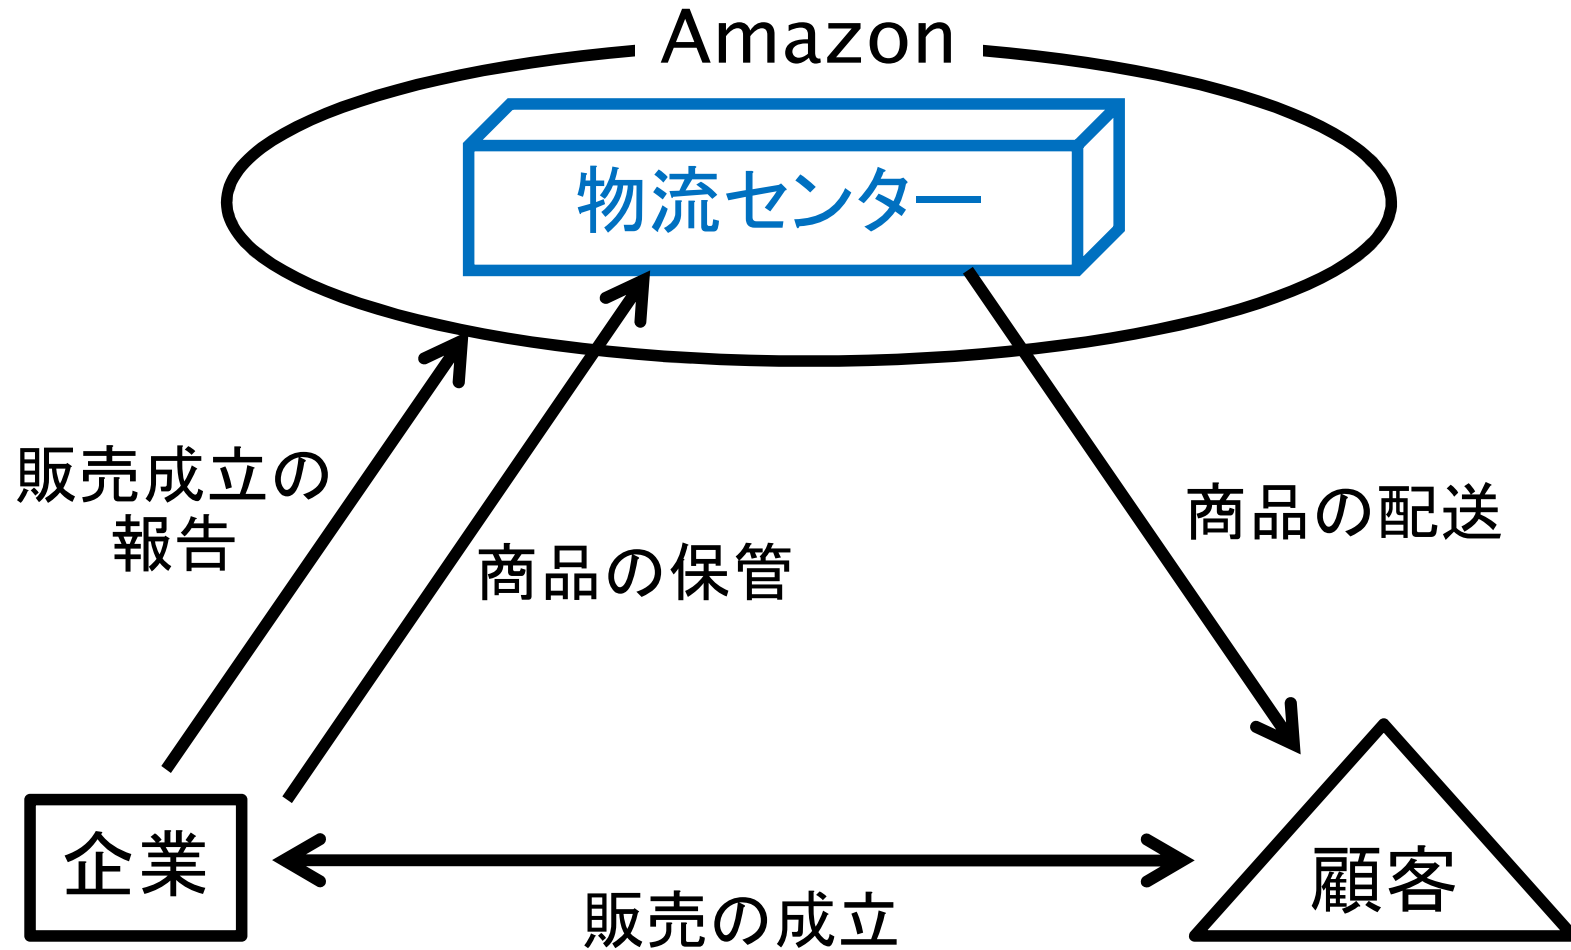 Amazon
物流センター
販売成立の
報告
商品の保管
商品の配送
企業
顧客
販売の成立